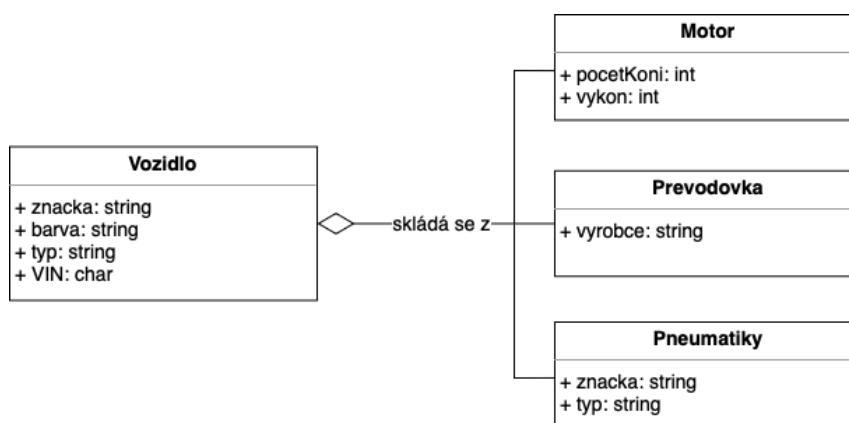 Vozidlo
+ znacka: string
+ barva: string
+ typ: string
+ VIN: char
skládá se z
Motor
+ pocetKoni: int
+ vykon: int
Prevodovka
+ vyrobce: string
Pneumatiky
+ znacka: string
+ typ: string